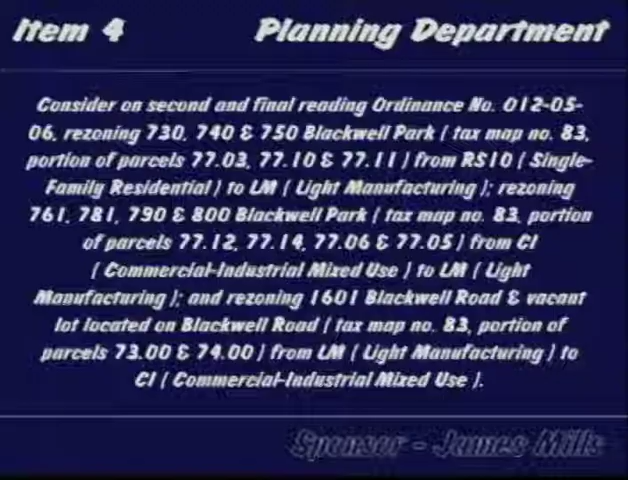 Item 4 Planning Department
Consider on second and final reading Ordinance No. 012-05-
06, rezoning 730, 740 & 750 Blackwell Park ( tax map no. 83,
portion of parcels 77.03, 77.10 & 77.11 ) from RS10 ( Single-
Family Residential ) to LM ( Light Manufacturing ); rezoning
761, 781, 790 & 800 Blackwell Park ( tax map no. 83, portion
of parcels 77.12, 77.14, 77.06 & 77.05 ) from CI
( Commercial-Industrial Mixed Use ) to LM ( Light
Manufacturing ); and rezoning 1601 Blackwell Road & vacant
lot located on Blackwell Road ( tax map no. 83, portion of
parcels 73.00 & 74.00 ) from LM ( Light Manufacturing ) to
CI ( Commercial-Industrial Mixed Use ).
Sponsor - James Mills